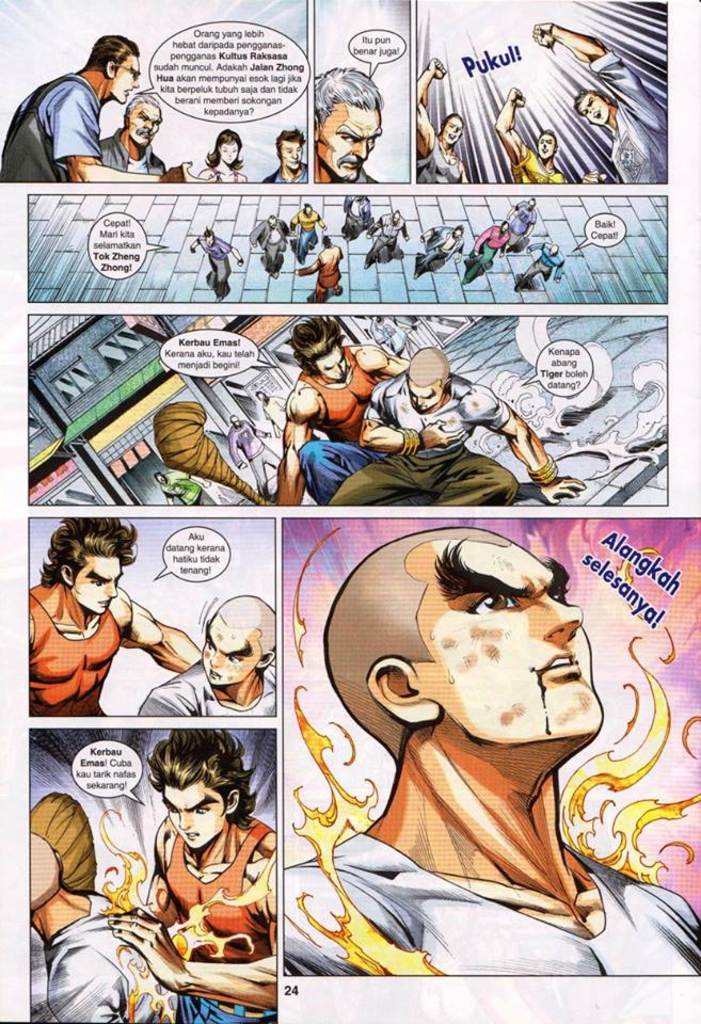 Orang yang lebih
hebat daripada pengganas-
pengganas Kultus Raksasa
sudah muncul. Adakah Jalan Zhong
Hua akan mempunyai esok lagi jika
kita berpeluk tubuh saja dan tidak
berani memberi sokongan
kepadanya?
Itu pun
benar juga!
Pukul!
Cepat!
Mari kita
selamatkan
Tok Zheng
Zhong!
Baik!
Cepat!
Kerbau Emas!
Kerana aku, kau telah
menjadi begini!
Kenapa
abang
Tiger boleh
datang?
Aku
datang kerana
hatiku tidak
tenang!
Alangkah
selesanya!
Kerbau
Emas! Cuba
kau tarik nafas
sekarang!
24